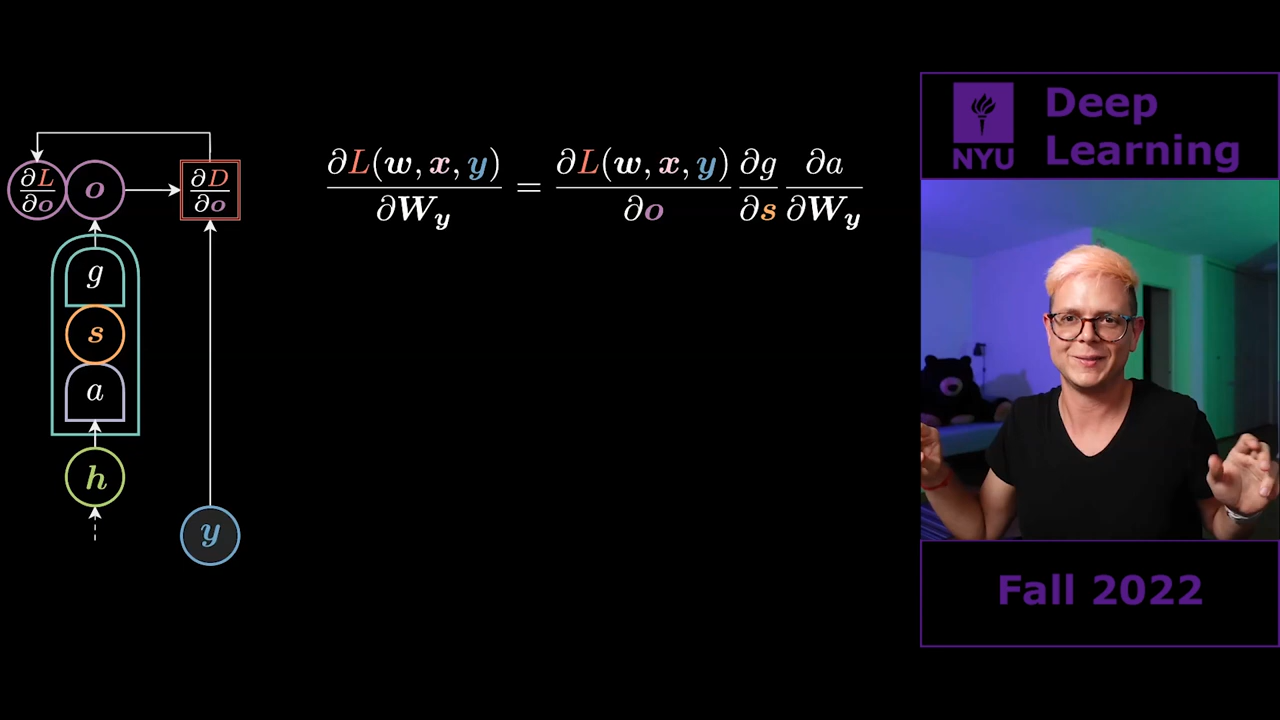 ∂L/∂o
o
∂D/∂o
g
s
a
h
y
∂L(w, x, y)/∂W_y = ∂L(w, x, y)/∂o ∂g/∂s ∂a/∂W_y
NYU
Deep
Learning
Fall 2022